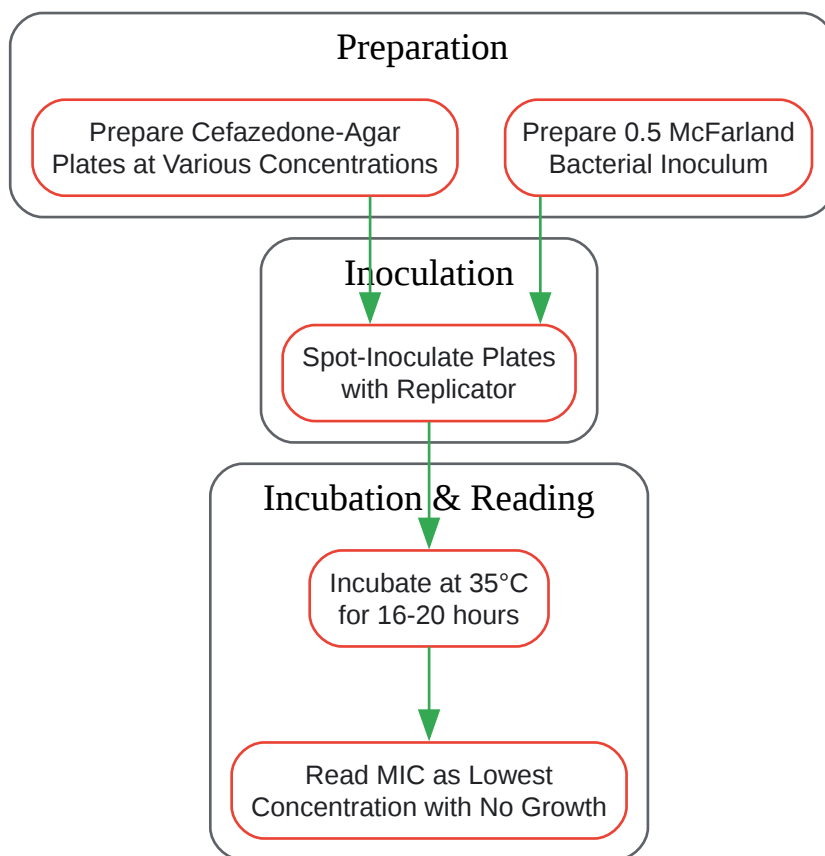 Preparation
Prepare Cefazedone-Agar
Plates at Various Concentrations
Prepare 0.5 McFarland
Bacterial Inoculum
Inoculation
Spot-Inoculate Plates
with Replicator
Incubation & Reading
Incubate at 35°C
for 16-20 hours
Read MIC as Lowest
Concentration with No Growth